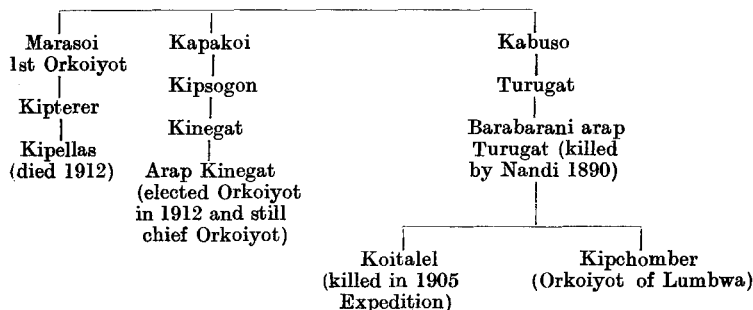 Marasoi
1st Orkoiyot
Kipterer
Kipellas
(died 1912)
Kapakoi
Kipsogon
Kinegat
Arap Kinegat
(elected Orkoiyot
in 1912 and still
chief Orkoiyot)
Kabuso
Turugat
Barabarani arap
Turugat (killed
by Nandi 1890)
Koitalel
(killed in 1905
Expedition)
Kipchomber
(Orkoiyot of Lumbwa)